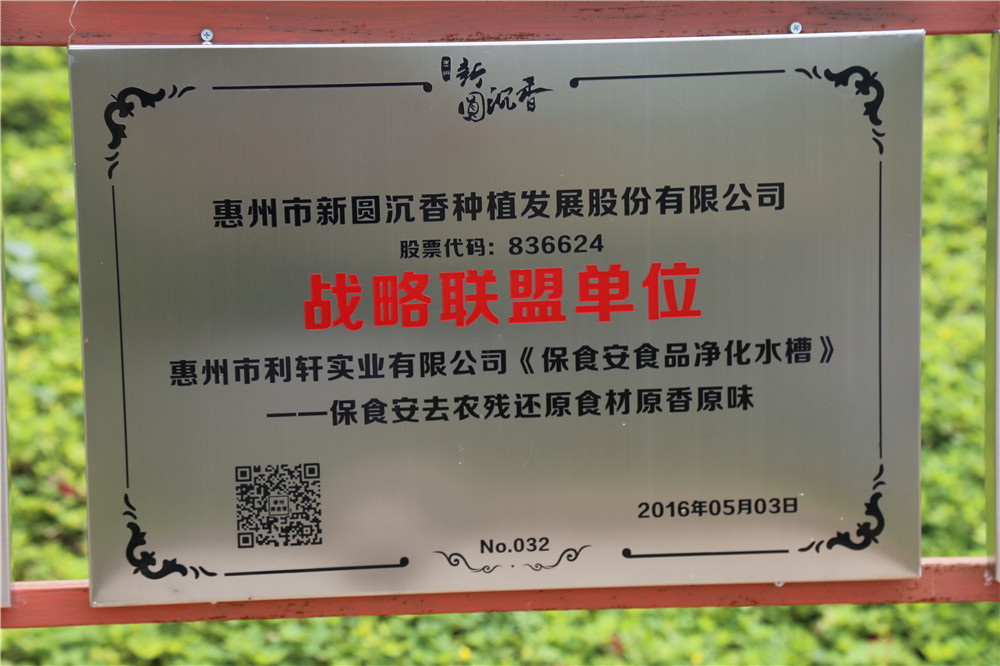 新
圆沉香
惠州市新圆沉香种植发展股份有限公司
股票代码：836624
战略联盟单位
惠州市利轩实业有限公司《保食安食品净化水槽》
——保食安去农残还原食材原香原味
2016年05月03日
No.032